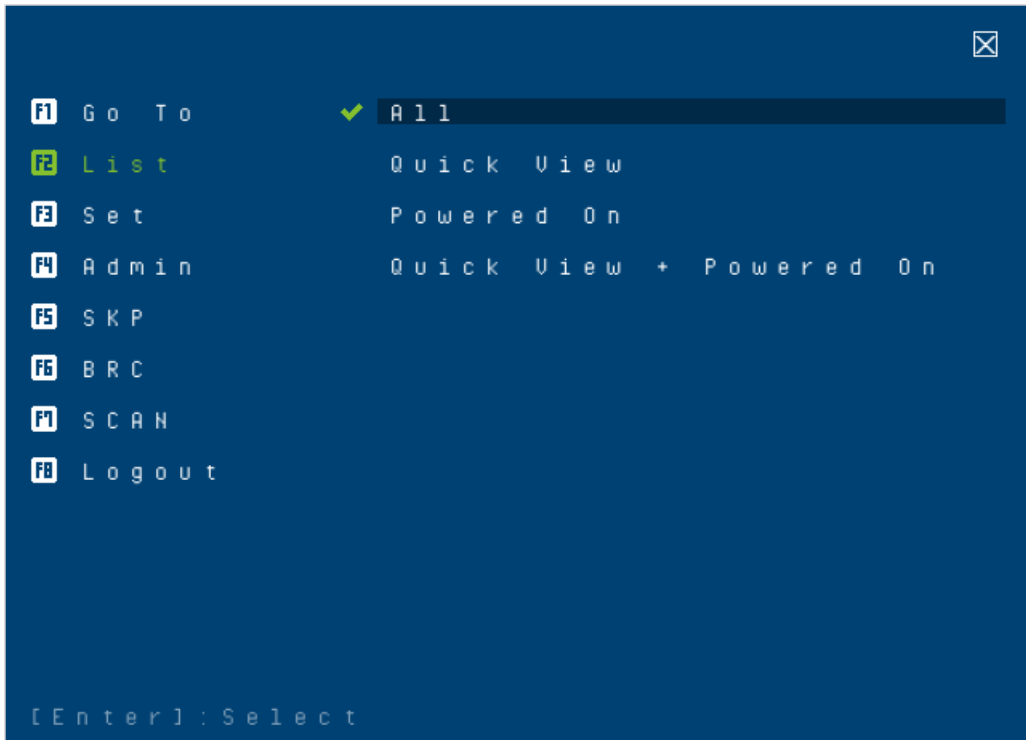 F1 Go To All
F2 List Quick View
F3 Set Powered On
F4 Admin Quick View + Powered On
F5 SKP
F6 BRC
F7 SCAN
F8 Logout
[Enter]:Select